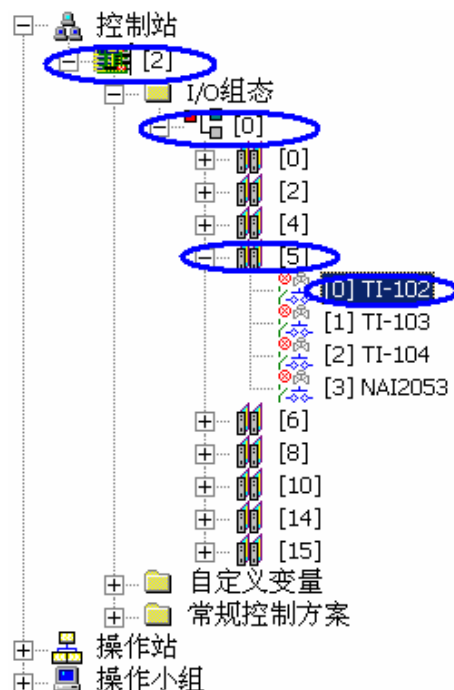 控制站
[2]
I/O组态
[0]
[0]
[2]
[4]
[5]
[0] TI-102
[1] TI-103
[2] TI-104
[3] NAI2053
[6]
[8]
[10]
[14]
[15]
自定义变量
常规控制方案
操作站
操作小组